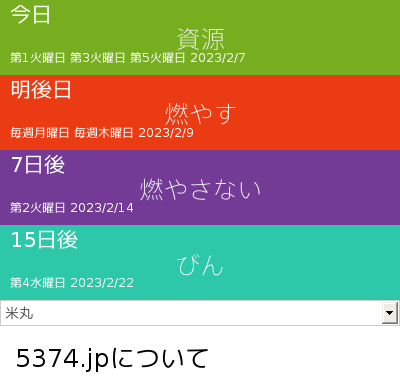 今日
資源
第1火曜日 第3火曜日 第5火曜日 2023/2/7
明後日
燃やす
毎週月曜日 毎週木曜日 2023/2/9
7日後
燃やさない
第2火曜日 2023/2/14
15日後
びん
第4水曜日 2023/2/22
米丸
5374.jpについて